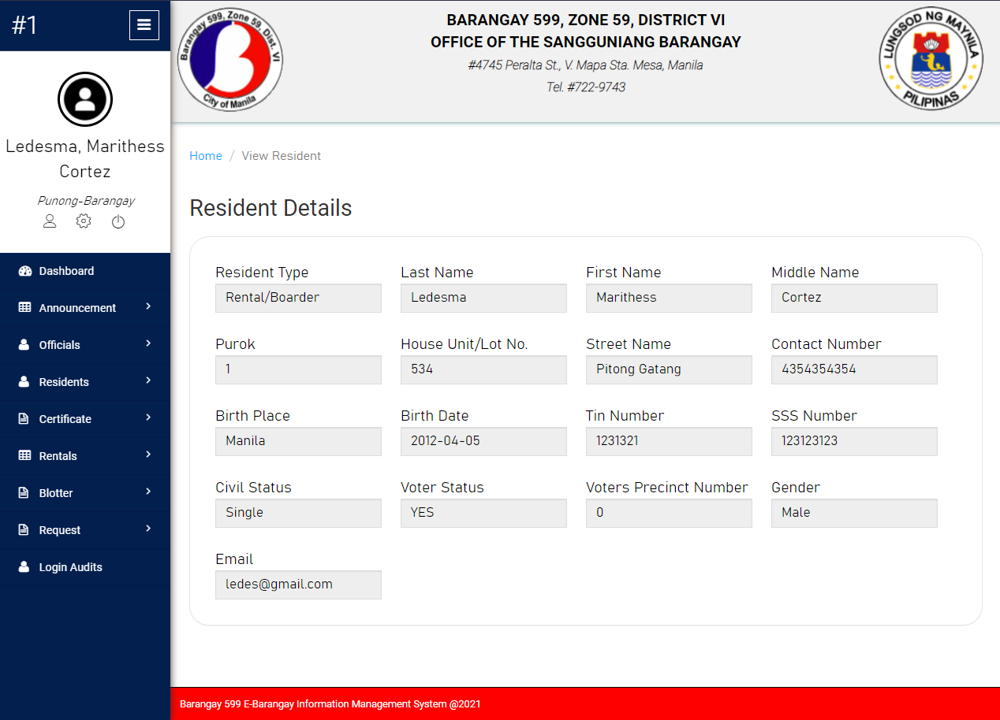 #1
Ledesma, Marithess
Cortez
Punong-Barangay
Dashboard
Announcement
Officials
Residents
Certificate
Rentals
Blotter
Request
Login Audits
Barangay 599, Zone 59, Dist. VI
City of Manila
BARANGAY 599, ZONE 59, DISTRICT VI
OFFICE OF THE SANGGUNIANG BARANGAY
#4745 Peralta St., V. Mapa Sta. Mesa, Manila
Tel. #722-9743
LUNGSOD NG MAYNILA
PILIPINAS
Home / View Resident
Resident Details
Resident Type Last Name First Name Middle Name
Rental/Boarder Ledesma Marithess Cortez
Purok House Unit/Lot No. Street Name Contact Number
1 534 Pitong Gatang 4354354354
Birth Place Birth Date Tin Number SSS Number
Manila 2012-04-05 1231321 123123123
Civil Status Voter Status Voters Precinct Number Gender
Single YES 0 Male
Email
ledes@gmail.com
Barangay 599 E-Barangay Information Management System @2021